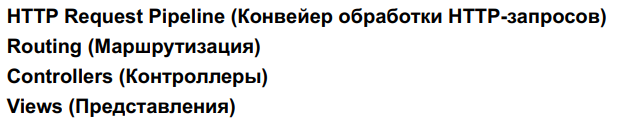 HTTP Request Pipeline (Конвейер обработки HTTP-запросов)
Routing (Маршрутизация)
Controllers (Контроллеры)
Views (Представления)